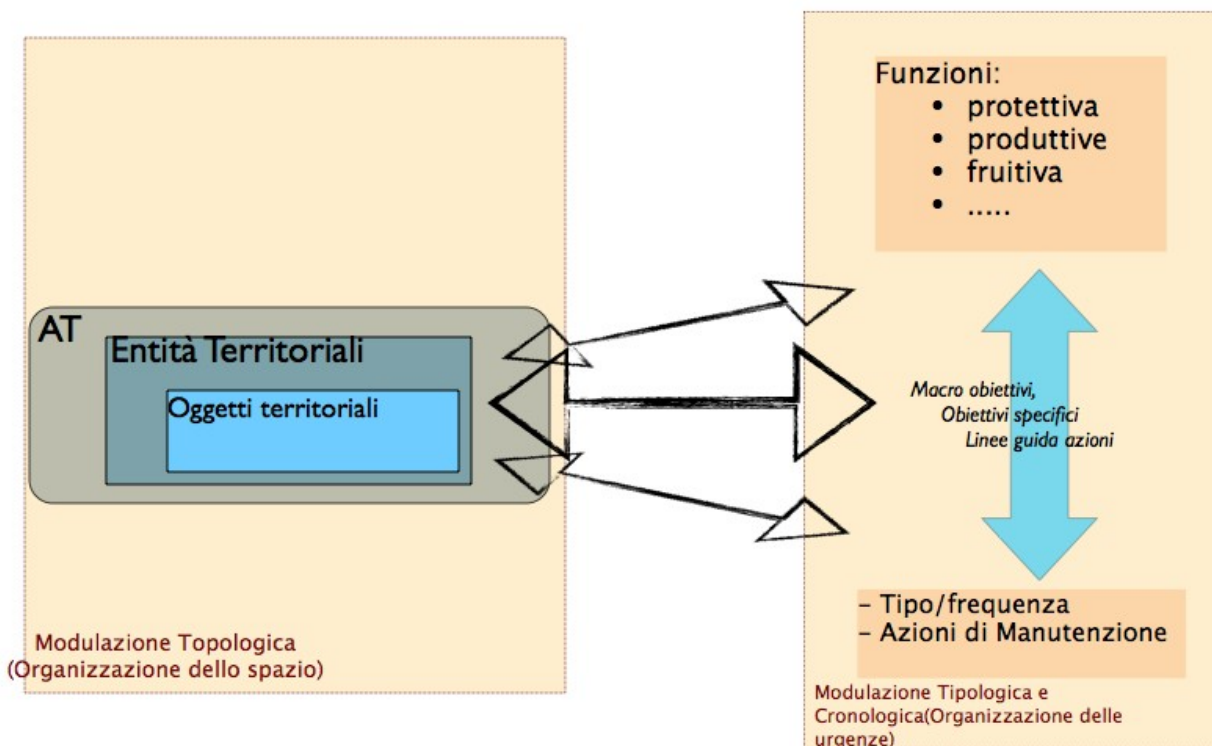 AT
Entità Territoriali
Oggetti territoriali
Modulazione Topologica
(Organizzazione dello spazio)
Funzioni:
• protettiva
• produttive
• fruitiva
• .....
Macro obiettivi,
Obiettivi specifici
Linee guida azioni
– Tipo/frequenza
– Azioni di Manutenzione
Modulazione Tipologica e
Cronologica(Organizzazione delle
urgenze)